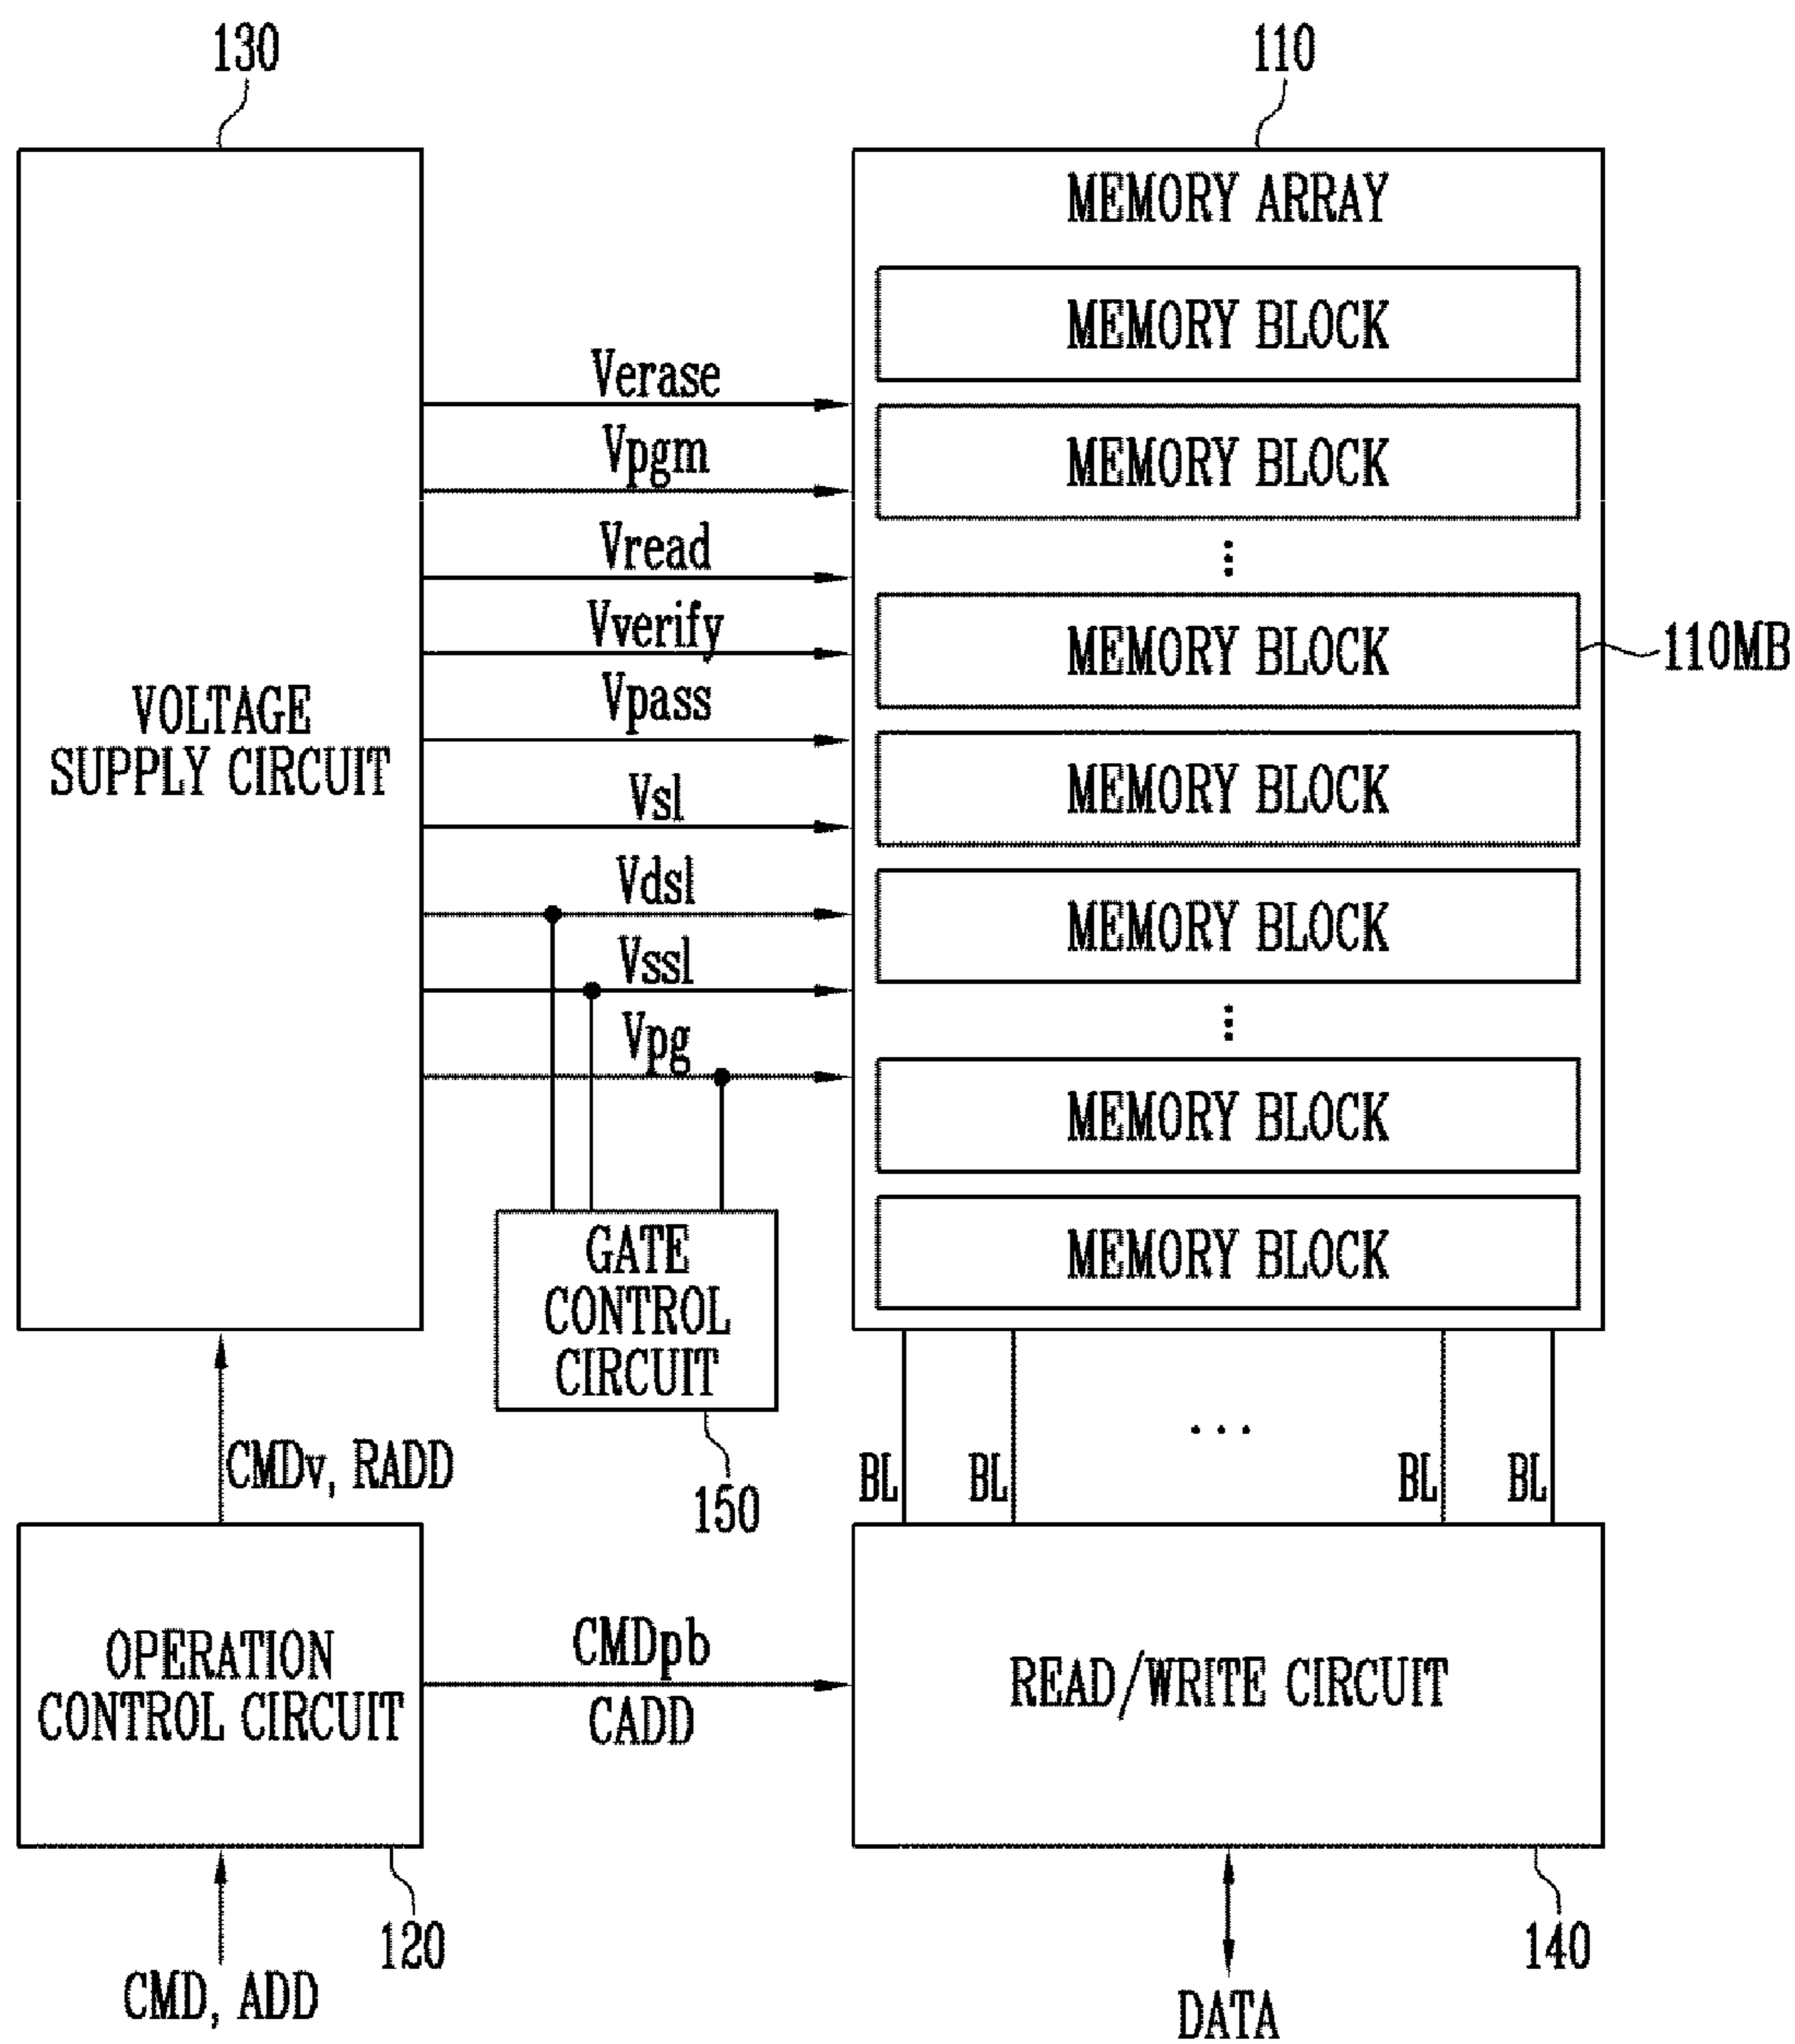 130
110
MEMORY ARRAY
MEMORY BLOCK
Verase
Vpgm
MEMORY BLOCK
Vread
Vverify
MEMORY BLOCK
110MB
VOLTAGE
SUPPLY CIRCUIT
Vpass
Vsl
MEMORY BLOCK
Vdsl
MEMORY BLOCK
Vssl
Vpg
MEMORY BLOCK
GATE
CONTROL
CIRCUIT
MEMORY BLOCK
...
CMDv, RADD
150
BL
BL
BL
BL
OPERATION
CONTROL CIRCUIT
CMDpb
CADD
READ/WRITE CIRCUIT
120
140
CMD, ADD
DATA